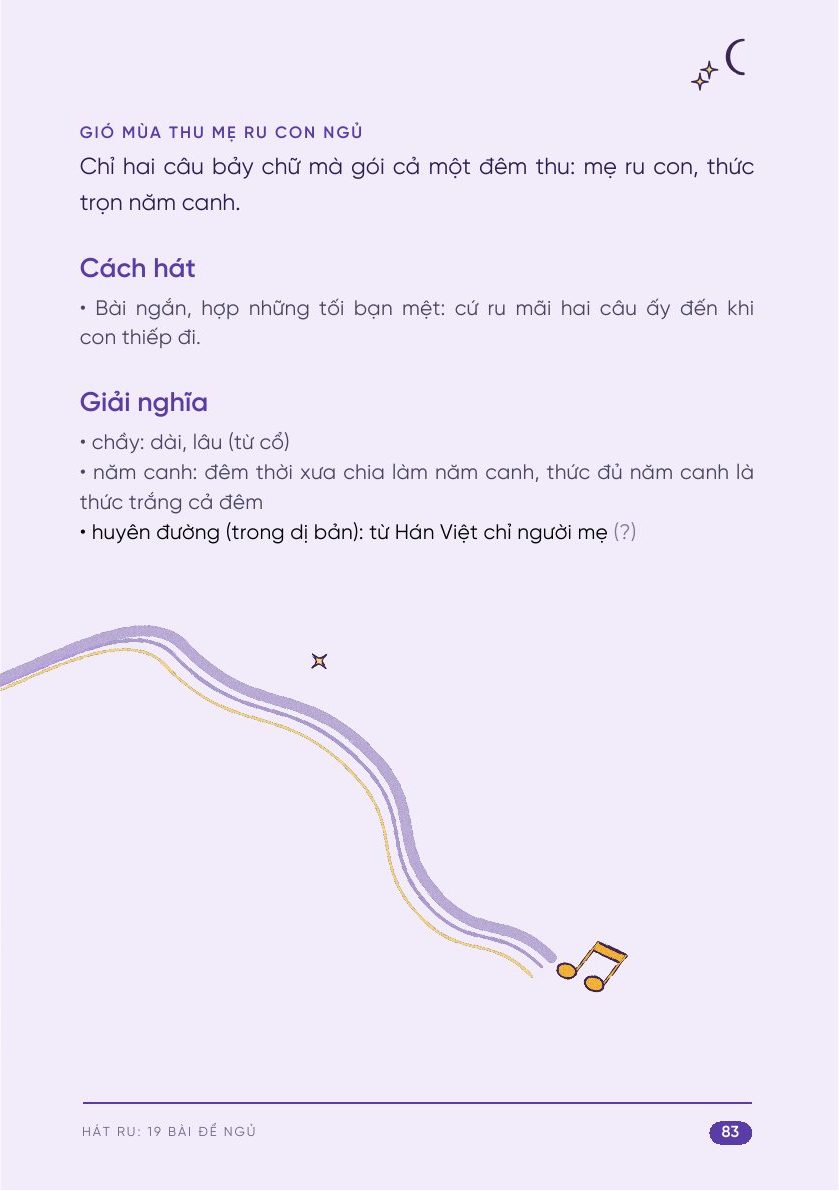 GIÓ MÙA THU MẸ RU CON NGỦ
Chỉ hai câu bảy chữ mà gói cả một đêm thu: mẹ ru con, thức
trọn năm canh.
Cách hát
• Bài ngắn, hợp những tối bạn mệt: cứ ru mãi hai câu ấy đến khi
con thiếp đi.
Giải nghĩa
• chầy: dài, lâu (từ cổ)
• năm canh: đêm thời xưa chia làm năm canh, thức đủ năm canh là
thức trắng cả đêm
• huyên đường (trong dị bản): từ Hán Việt chỉ người mẹ (?)
HÁT RU: 19 BÀI ĐỂ NGỦ
83